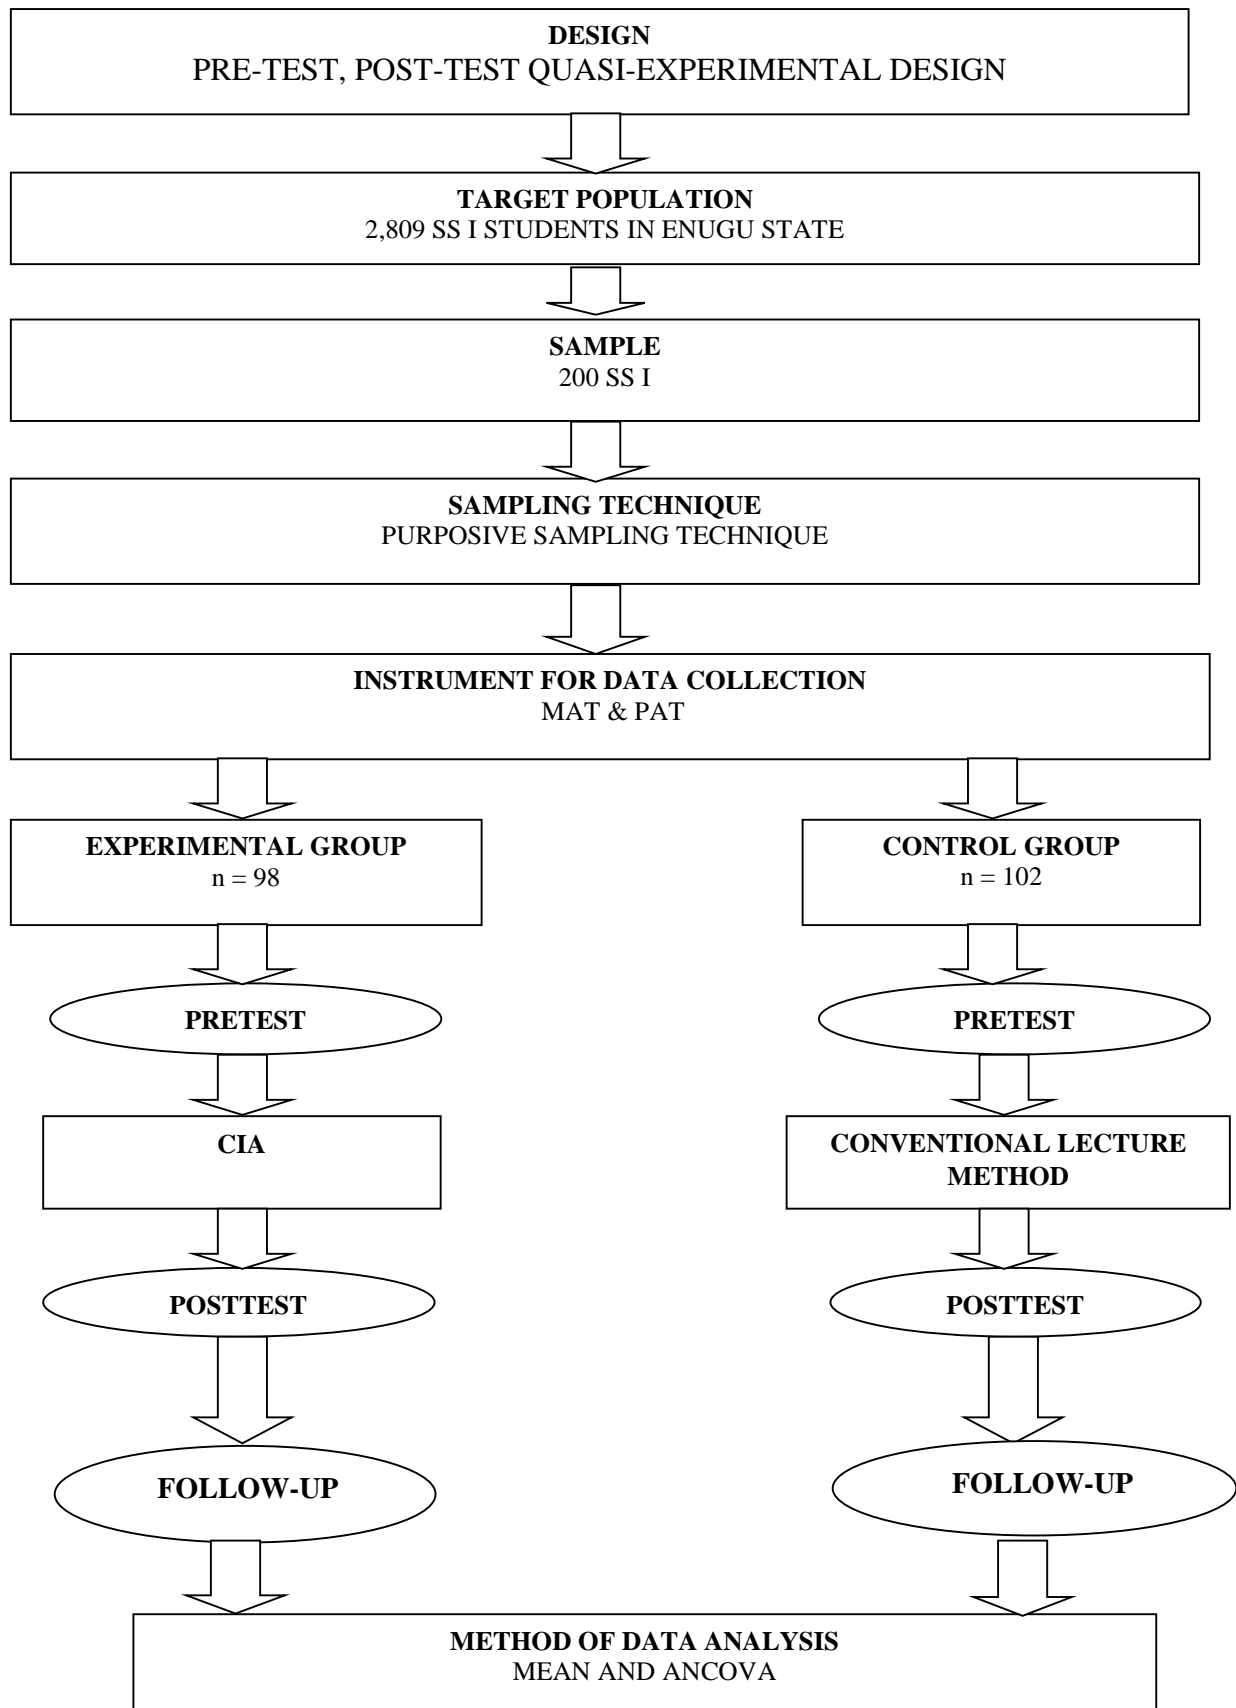 DESIGN
PRE-TEST, POST-TEST QUASI-EXPERIMENTAL DESIGN
TARGET POPULATION
2,809 SS I STUDENTS IN ENUGU STATE
SAMPLE
200 SS I
SAMPLING TECHNIQUE
PURPOSIVE SAMPLING TECHNIQUE
INSTRUMENT FOR DATA COLLECTION
MAT & PAT
EXPERIMENTAL GROUP
n = 98
CONTROL GROUP
n = 102
PRETEST
PRETEST
CIA
CONVENTIONAL LECTURE
METHOD
POSTTEST
POSTTEST
FOLLOW-UP
FOLLOW-UP
METHOD OF DATA ANALYSIS
MEAN AND ANCOVA